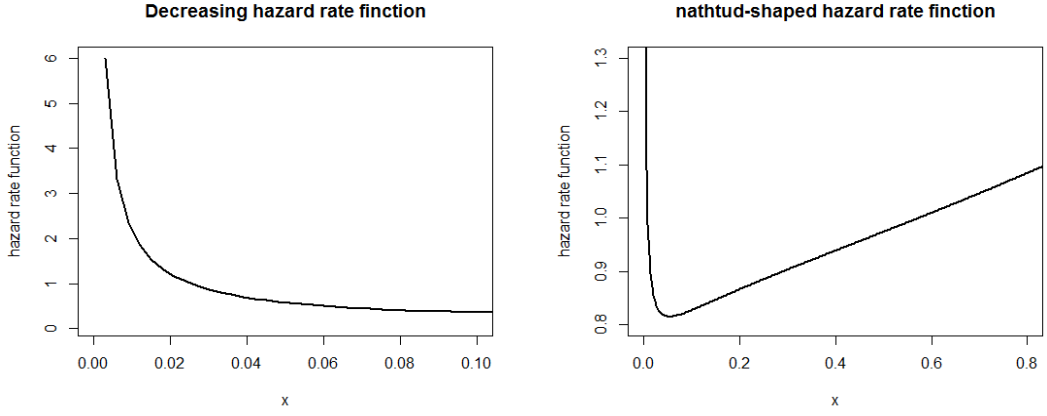 Decreasing hazard rate finction
hazard rate function
6
5
4
3
2
1
0
0.00 0.02 0.04 0.06 0.08 0.10
x
nathtud-shaped hazard rate finction
hazard rate function
1.3
1.2
1.1
1.0
0.9
0.8
0.0 0.2 0.4 0.6 0.8
x